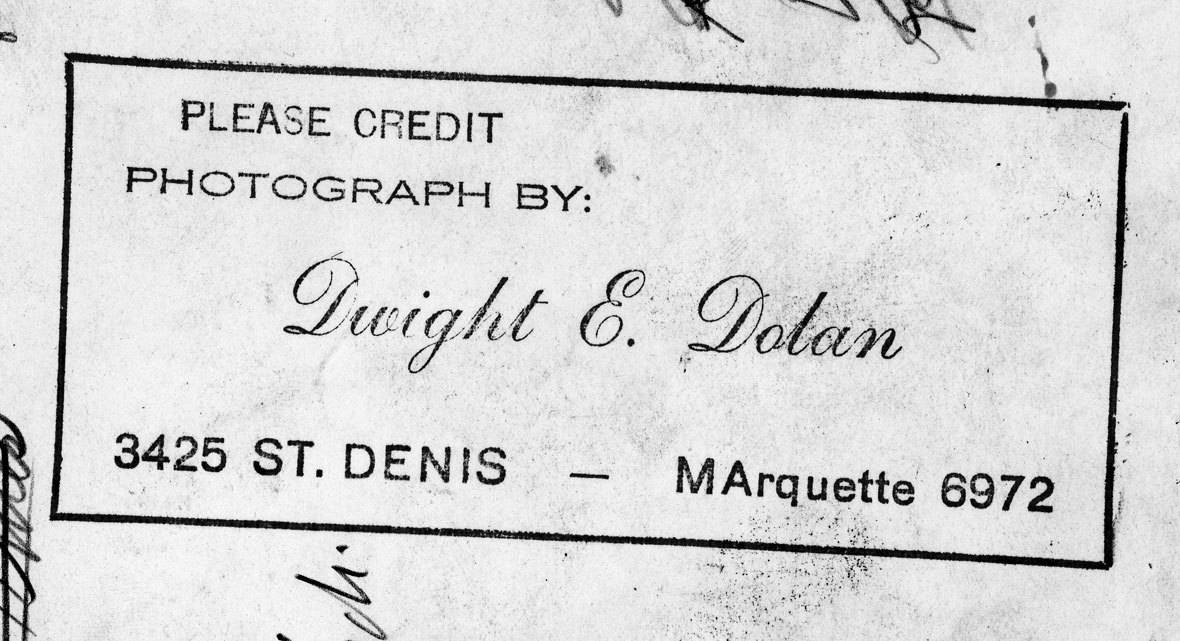 PLEASE CREDIT
PHOTOGRAPH BY:
Dwight E. Dolan
3425 ST. DENIS — MArquette 6972